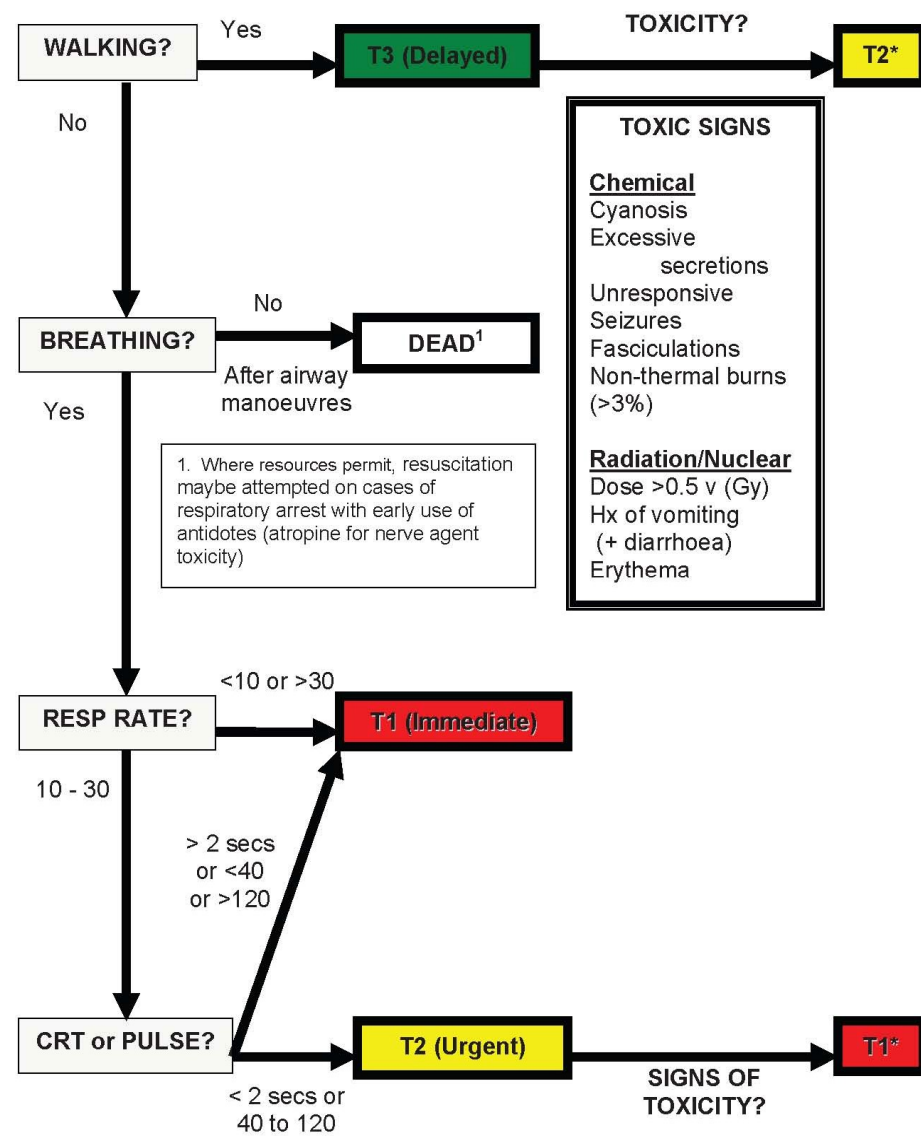 WALKING?
Yes
T3 (Delayed)
TOXICITY?
T2*
No
TOXIC SIGNS
Chemical
Cyanosis
Excessive
secretions
Unresponsive
Seizures
Fasciculations
Non-thermal burns
(>3%)
Radiation/Nuclear
Dose >0.5 v (Gy)
Hx of vomiting
(+ diarrhoea)
Erythema
BREATHING?
No
After airway
manoeuvres
DEAD¹
Yes
1. Where resources permit, resuscitation
maybe attempted on cases of
respiratory arrest with early use of
antidotes (atropine for nerve agent
toxicity)
RESP RATE?
<10 or >30
T1 (Immediate)
10 - 30
> 2 secs
or <40
or >120
CRT or PULSE?
< 2 secs or
40 to 120
T2 (Urgent)
SIGNS OF
TOXICITY?
T1*